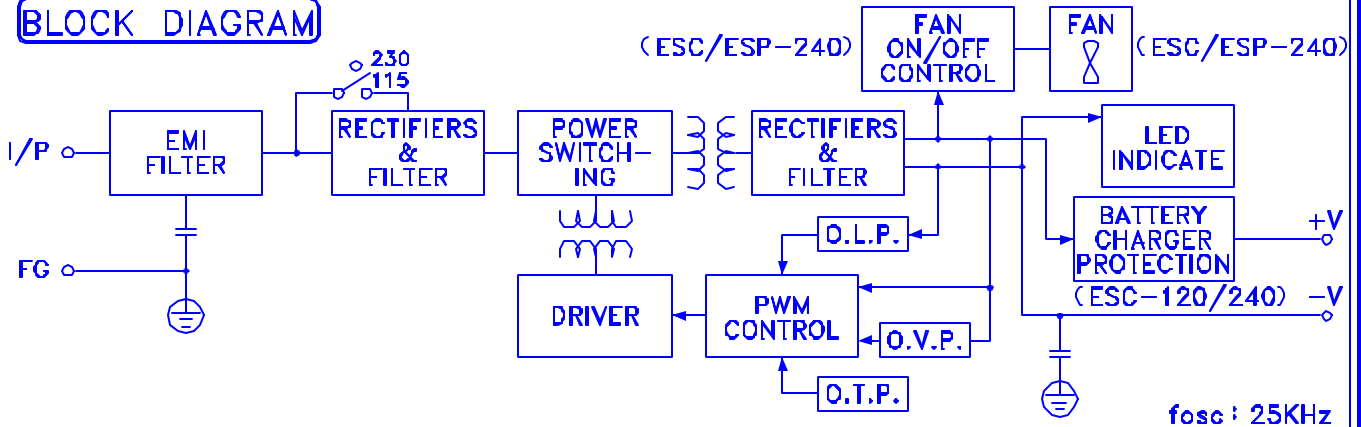 BLOCK DIAGRAM
(ESC/ESP-240)
FAN
ON/OFF
CONTROL
FAN
(ESC/ESP-240)
230
115
I/P
EMI
FILTER
RECTIFIERS
&
FILTER
POWER
SWITCH-
ING
RECTIFIERS
&
FILTER
LED
INDICATE
BATTERY
CHARGER
PROTECTION
(ESC-120/240)
+V
-V
O.L.P.
FG
DRIVER
PWM
CONTROL
O.V.P.
O.T.P.
fosc : 25KHz